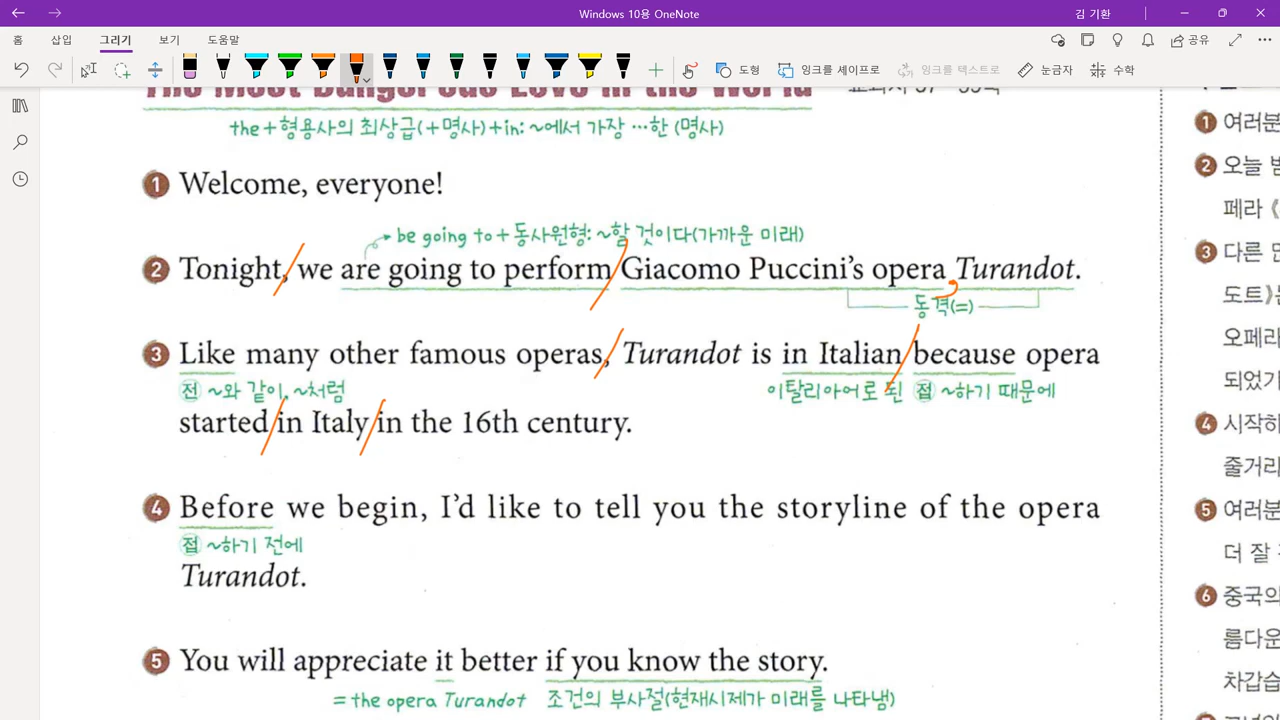 Windows 10용 OneNote
김 기환
홈 삽입 그리기 보기 도움말
공유
도형 잉크를 셰이프로 잉크를 텍스트로 눈금자 수학
The Most Dangerous Love in the World
the+형용사의 최상급(+명사)+in: ~에서 가장 …한 (명사)
1 Welcome, everyone!
be going to+동사원형: ~할 것이다(가까운 미래)
2 Tonight, we are going to perform Giacomo Puccini's opera Turandot.
동격(=)
3 Like many other famous operas, Turandot is in Italian because opera
전 ~와 같이, ~처럼 이탈리아어로 된 접 ~하기 때문에
started in Italy in the 16th century.
4 Before we begin, I'd like to tell you the storyline of the opera
접 ~하기 전에
Turandot.
5 You will appreciate it better if you know the story.
=the opera Turandot 조건의 부사절(현재시제가 미래를 나타냄)
1 여러분
2 오늘
페라
3 다른
도트》
오페라
되었기
4 시작하
줄거리
5 여러분
더 잘
6 중국의
름다운
차갑습